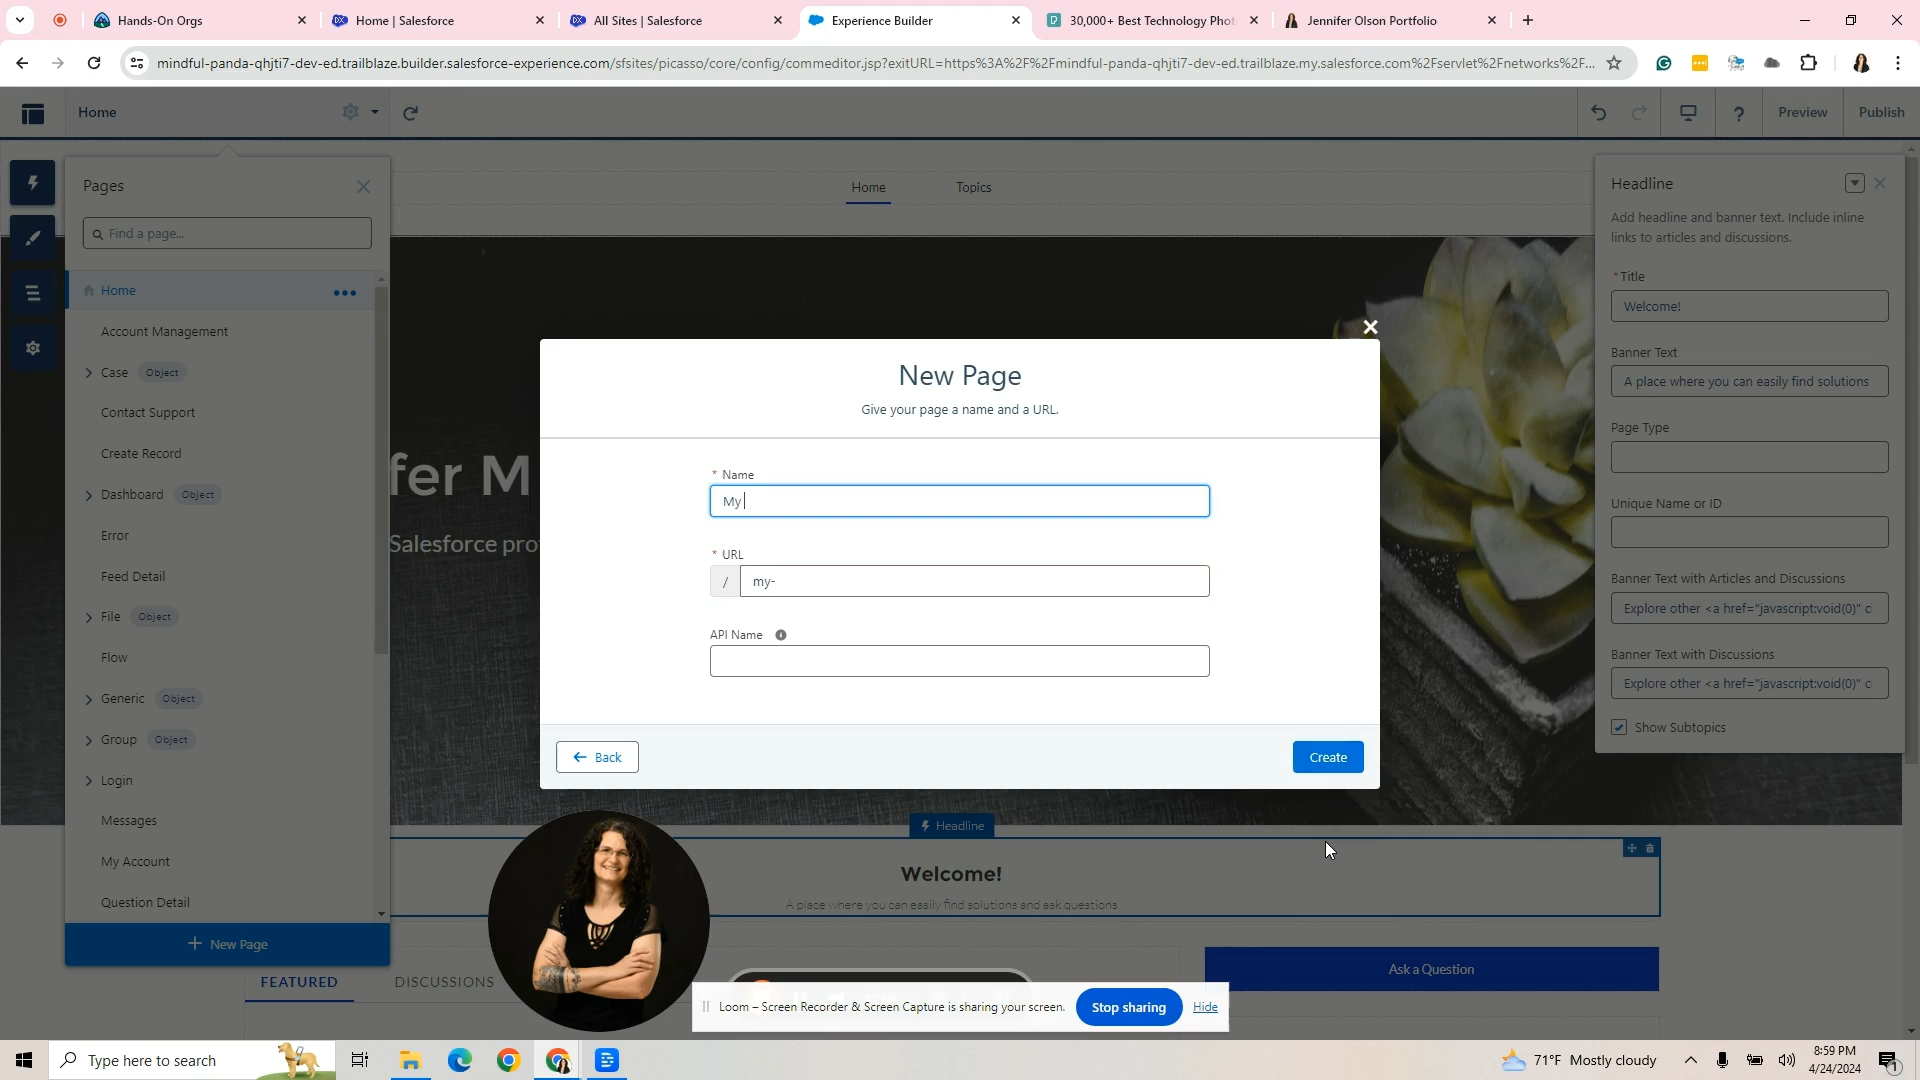 Hands-On Orgs
Home | Salesforce
All Sites | Salesforce
Experience Builder
30,000+ Best Technology Phot
Jennifer Olson Portfolio
mindful-panda-qhjti7-dev-ed.trailblaze.builder.salesforce-experience.com/sfsites/picasso/core/config/commeditor.jsp?exitURL=https%3A%2F%2Fmindful-panda-qhjti7-dev-ed.trailblaze.my.salesforce.com%2Fservlet%2Fnetworks%2F...
Home
Preview
Publish
Pages
Find a page...
Home
Account Management
Case Object
Contact Support
Create Record
Dashboard Object
Error
Feed Detail
File Object
Flow
Generic Object
Group Object
Login
Messages
My Account
Question Detail
New Page
Home
Topics
fer M
Salesforce pro
New Page
Give your page a name and a URL.
* Name
My
* URL
/ my-
API Name
Back
Create
Headline
Add headline and banner text. Include inline
links to articles and discussions.
* Title
Welcome!
Banner Text
A place where you can easily find solutions
Page Type
Unique Name or ID
Banner Text with Articles and Discussions
Explore other <a href="javascript:void(0)" c
Banner Text with Discussions
Explore other <a href="javascript:void(0)" c
Show Subtopics
Headline
Welcome!
A place where you can easily find solutions and ask questions
FEATURED
DISCUSSIONS
Ask a Question
Loom – Screen Recorder & Screen Capture is sharing your screen.
Stop sharing
Hide
Type here to search
71°F Mostly cloudy
8:59 PM
4/24/2024
1